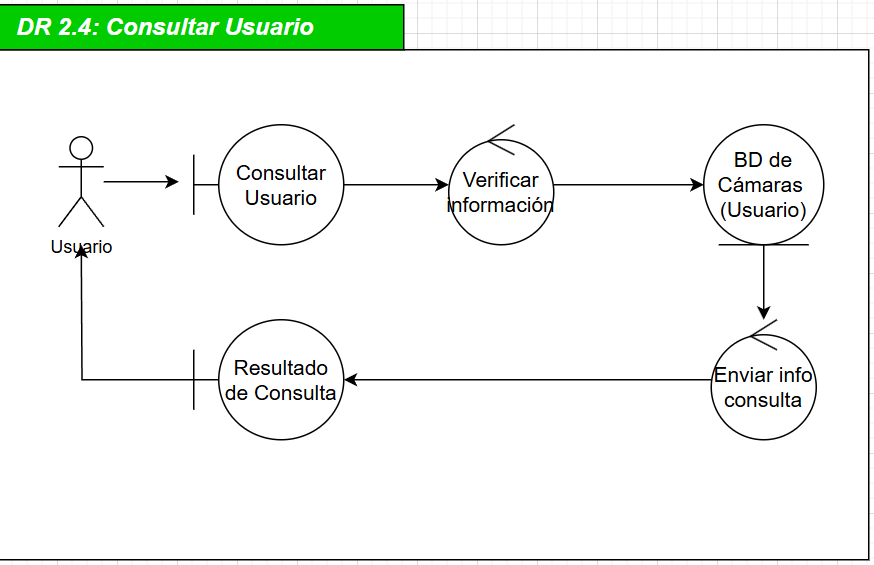 DR 2.4: Consultar Usuario
Consultar
Usuario
Verificar
información
BD de
Cámaras
(Usuario)
Usuario
Resultado
de Consulta
Enviar info
consulta